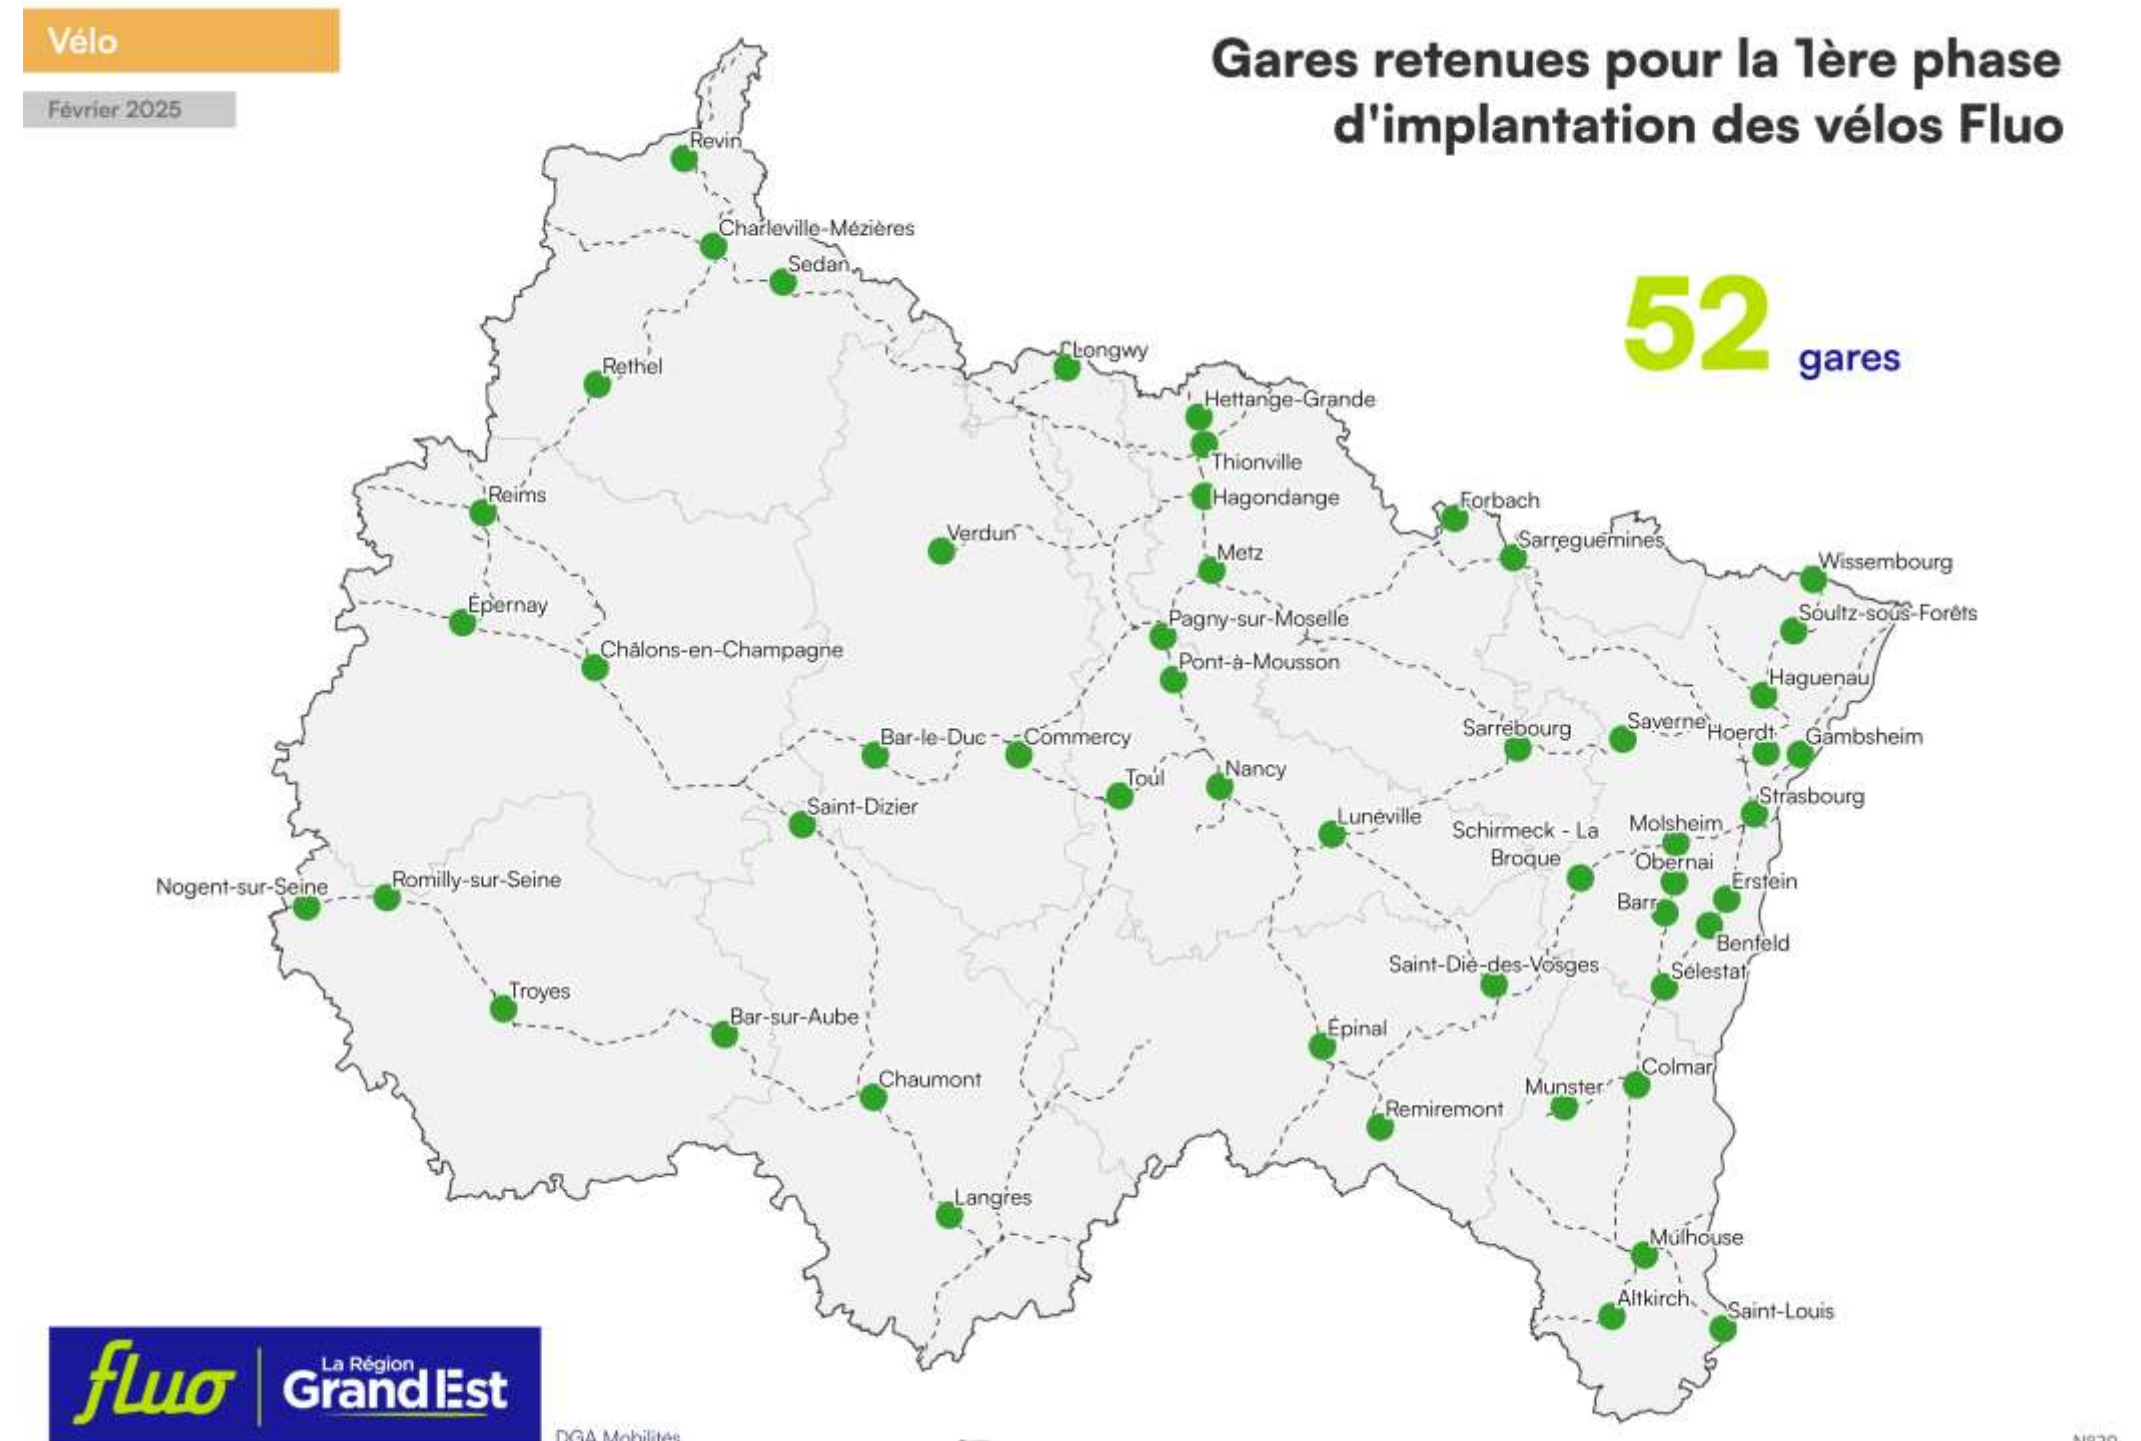 Vélo
Février 2025
Gares retenues pour la 1ère phase
d'implantation des vélos Fluo
52 gares
Revin
Charleville-Mézières
Sedan
Longwy
Rethel
Hettange-Grande
Thionville
Reims
Hagondange
Forbach
Verdun
Sarreguemines
Metz
Wissembourg
Épernay
Soultz-sous-Forêts
Pagny-sur-Moselle
Châlons-en-Champagne
Pont-à-Mousson
Haguenau
Sarrebourg
Saverne
Hoerdt
Gambsheim
Bar-le-Duc
Commercy
Toul
Nancy
Strasbourg
Saint-Dizier
Lunéville
Schirmeck - La
Broque
Molsheim
Obernai
Nogent-sur-Seine
Romilly-sur-Seine
Erstein
Barr
Benfeld
Saint-Dié-des-Vosges
Sélestat
Troyes
Bar-sur-Aube
Épinal
Chaumont
Colmar
Munster
Remiremont
Langres
Mulhouse
Altkirch
Saint-Louis
fluo
La Région
Grand Est
DGA Mobilités